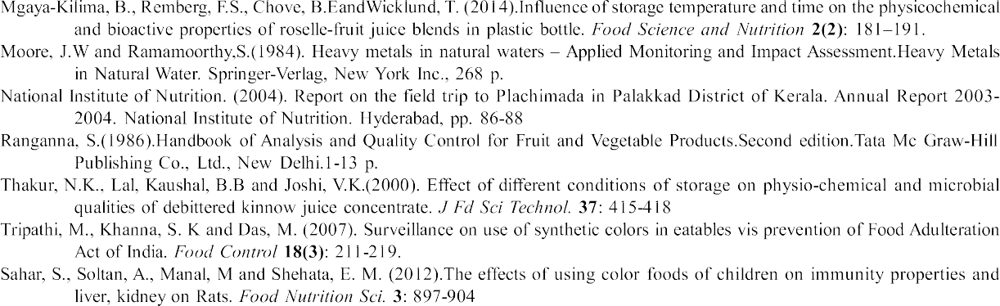 Mgaya-Kilima, B., Remberg, F.S., Chove, B.EandWicklund, T. (2014).Influence of storage temperature and time on the physicochemical
and bioactive properties of roselle-fruit juice blends in plastic bottle. Food Science and Nutrition 2(2): 181–191.
Moore, J.W and Ramamoorthy,S.(1984). Heavy metals in natural waters – Applied Monitoring and Impact Assessment.Heavy Metals
in Natural Water. Springer-Verlag, New York Inc., 268 p.
National Institute of Nutrition. (2004). Report on the field trip to Plachimada in Palakkad District of Kerala. Annual Report 2003-
2004. National Institute of Nutrition. Hyderabad, pp. 86-88
Ranganna, S.(1986).Handbook of Analysis and Quality Control for Fruit and Vegetable Products.Second edition.Tata Mc Graw-Hill
Publishing Co., Ltd., New Delhi.1-13 p.
Thakur, N.K., Lal, Kaushal, B.B and Joshi, V.K.(2000). Effect of different conditions of storage on physio-chemical and microbial
qualities of debittered kinnow juice concentrate. J Fd Sci Technol. 37: 415-418
Tripathi, M., Khanna, S. K and Das, M. (2007). Surveillance on use of synthetic colors in eatables vis prevention of Food Adulteration
Act of India. Food Control 18(3): 211-219.
Sahar, S., Soltan, A., Manal, M and Shehata, E. M. (2012).The effects of using color foods of children on immunity properties and
liver, kidney on Rats. Food Nutrition Sci. 3: 897-904